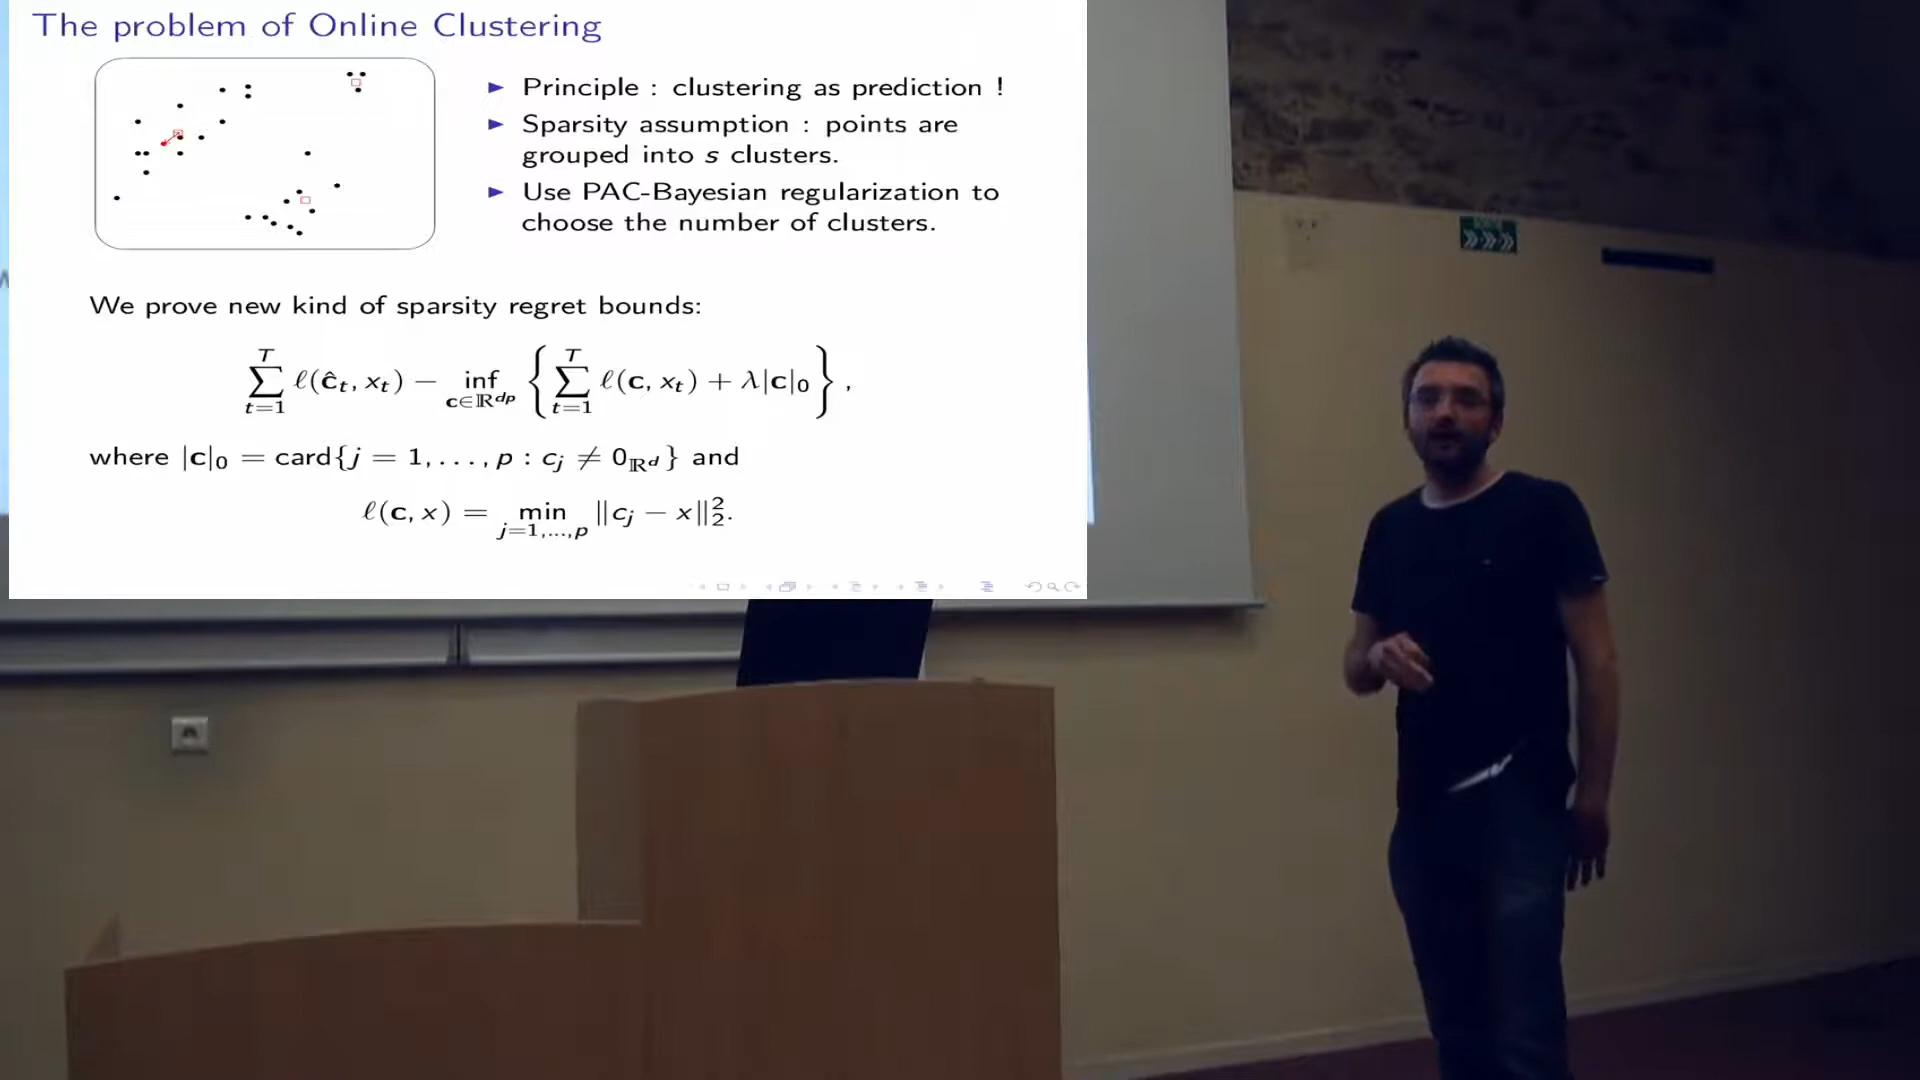 The problem of Online Clustering
► Principle : clustering as prediction !
► Sparsity assumption : points are
grouped into s clusters.
► Use PAC-Bayesian regularization to
choose the number of clusters.
We prove new kind of sparsity regret bounds:
∑_{t=1}^{T} ℓ(ĉ_t, x_t) − inf_{c∈ℝ^{dp}} { ∑_{t=1}^{T} ℓ(c, x_t) + λ|c|_0 } ,
where |c|_0 = card{j = 1, . . . , p : c_j ≠ 0_{ℝ^d}} and
ℓ(c, x) = min_{j=1,...,p} ‖c_j − x‖_2^2.